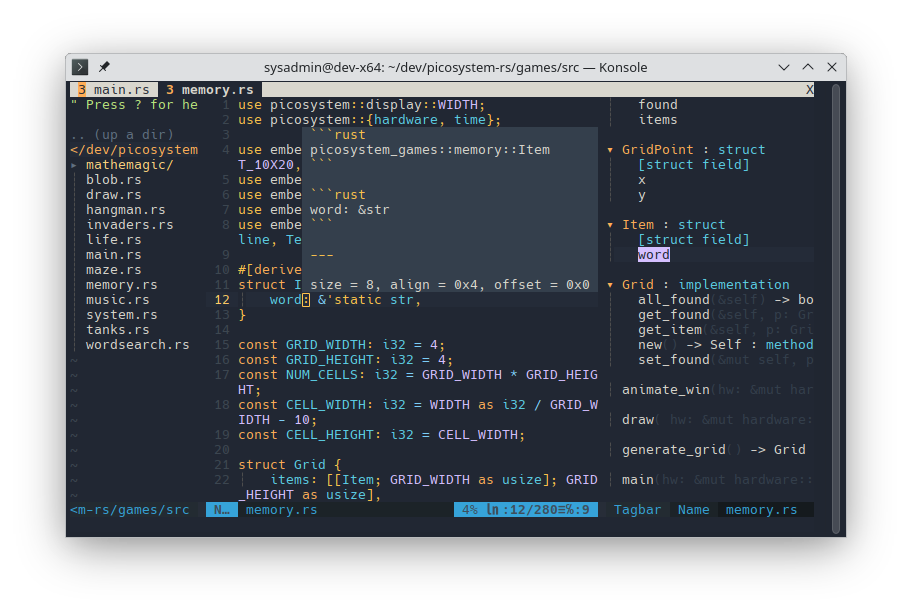 sysadmin@dev-x64: ~/dev/picosystem-rs/games/src — Konsole
3 main.rs 3 memory.rs X
" Press ? for he
.. (up a dir)
</dev/picosystem
▸ mathemagic/
blob.rs
draw.rs
hangman.rs
invaders.rs
life.rs
main.rs
maze.rs
memory.rs
music.rs
system.rs
tanks.rs
wordsearch.rs
~
~
~
~
~
~
~
~
~
~
1 use picosystem::display::WIDTH;
2 use picosystem::{hardware, time};
3
4 use embe
T_10X20,
5 use embe
6 use embe
7 use embe
8 use embe
line, Te
9
10 #[derive
11 struct I
12 word: &'static str,
13 }
14
15 const GRID_WIDTH: i32 = 4;
16 const GRID_HEIGHT: i32 = 4;
17 const NUM_CELLS: i32 = GRID_WIDTH * GRID_HEIG
HT;
18 const CELL_WIDTH: i32 = WIDTH as i32 / GRID_W
IDTH - 10;
19 const CELL_HEIGHT: i32 = CELL_WIDTH;
20
21 struct Grid {
22 items: [[Item; GRID_WIDTH as usize]; GRID
_HEIGHT as usize],
```rust
picosystem_games::memory::Item
```
```rust
word: &str
```
---
size = 8, align = 0x4, offset = 0x0
found
items
▾ GridPoint : struct
[struct field]
x
y
▾ Item : struct
[struct field]
word
▾ Grid : implementation
all_found(&self) -> bo
get_found(&self, p: Gr
get_item(&self, p: Gri
new() -> Self : method
set_found(&mut self, p
animate_win(hw: &mut har
draw( hw: &mut hardware:
generate_grid() -> Grid
main(hw: &mut hardware::
<m-rs/games/src N… memory.rs 4% ㏑:12/280≡℅:9 Tagbar Name memory.rs